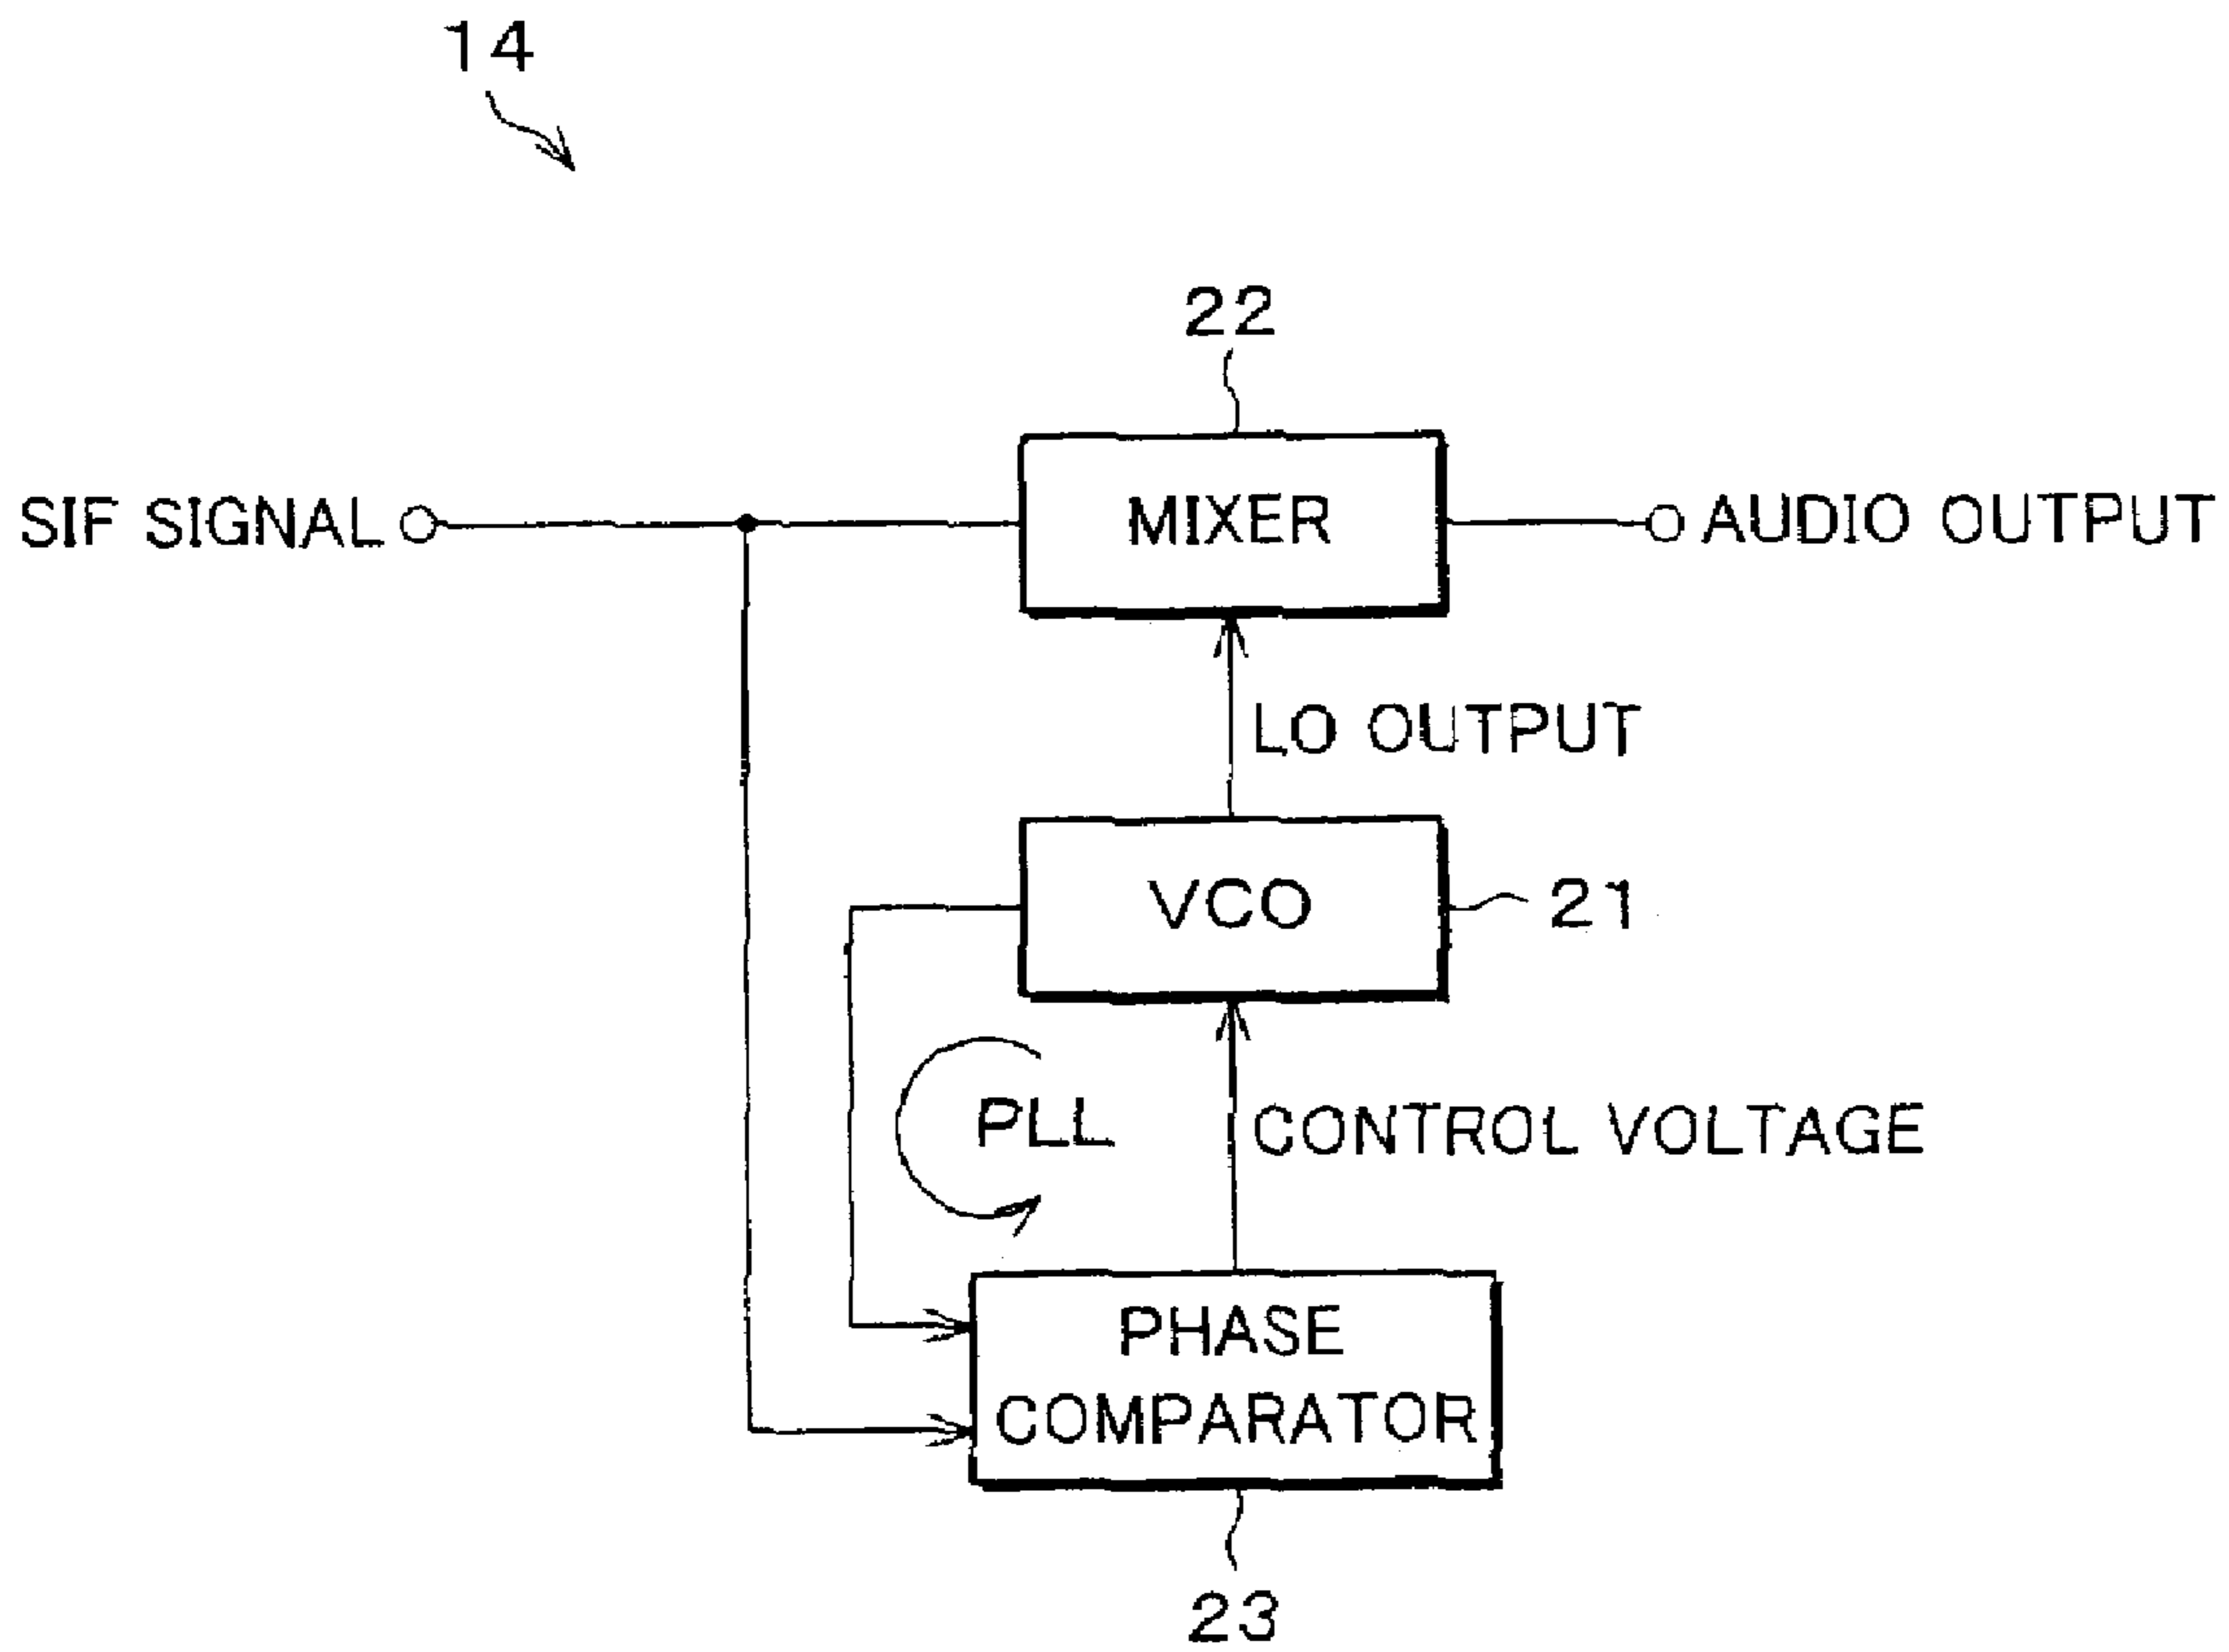 14
22
SIF SIGNAL
MIXER
AUDIO OUTPUT
LO OUTPUT
VCO
21
PLL
CONTROL VOLTAGE
PHASE
COMPARATOR
23